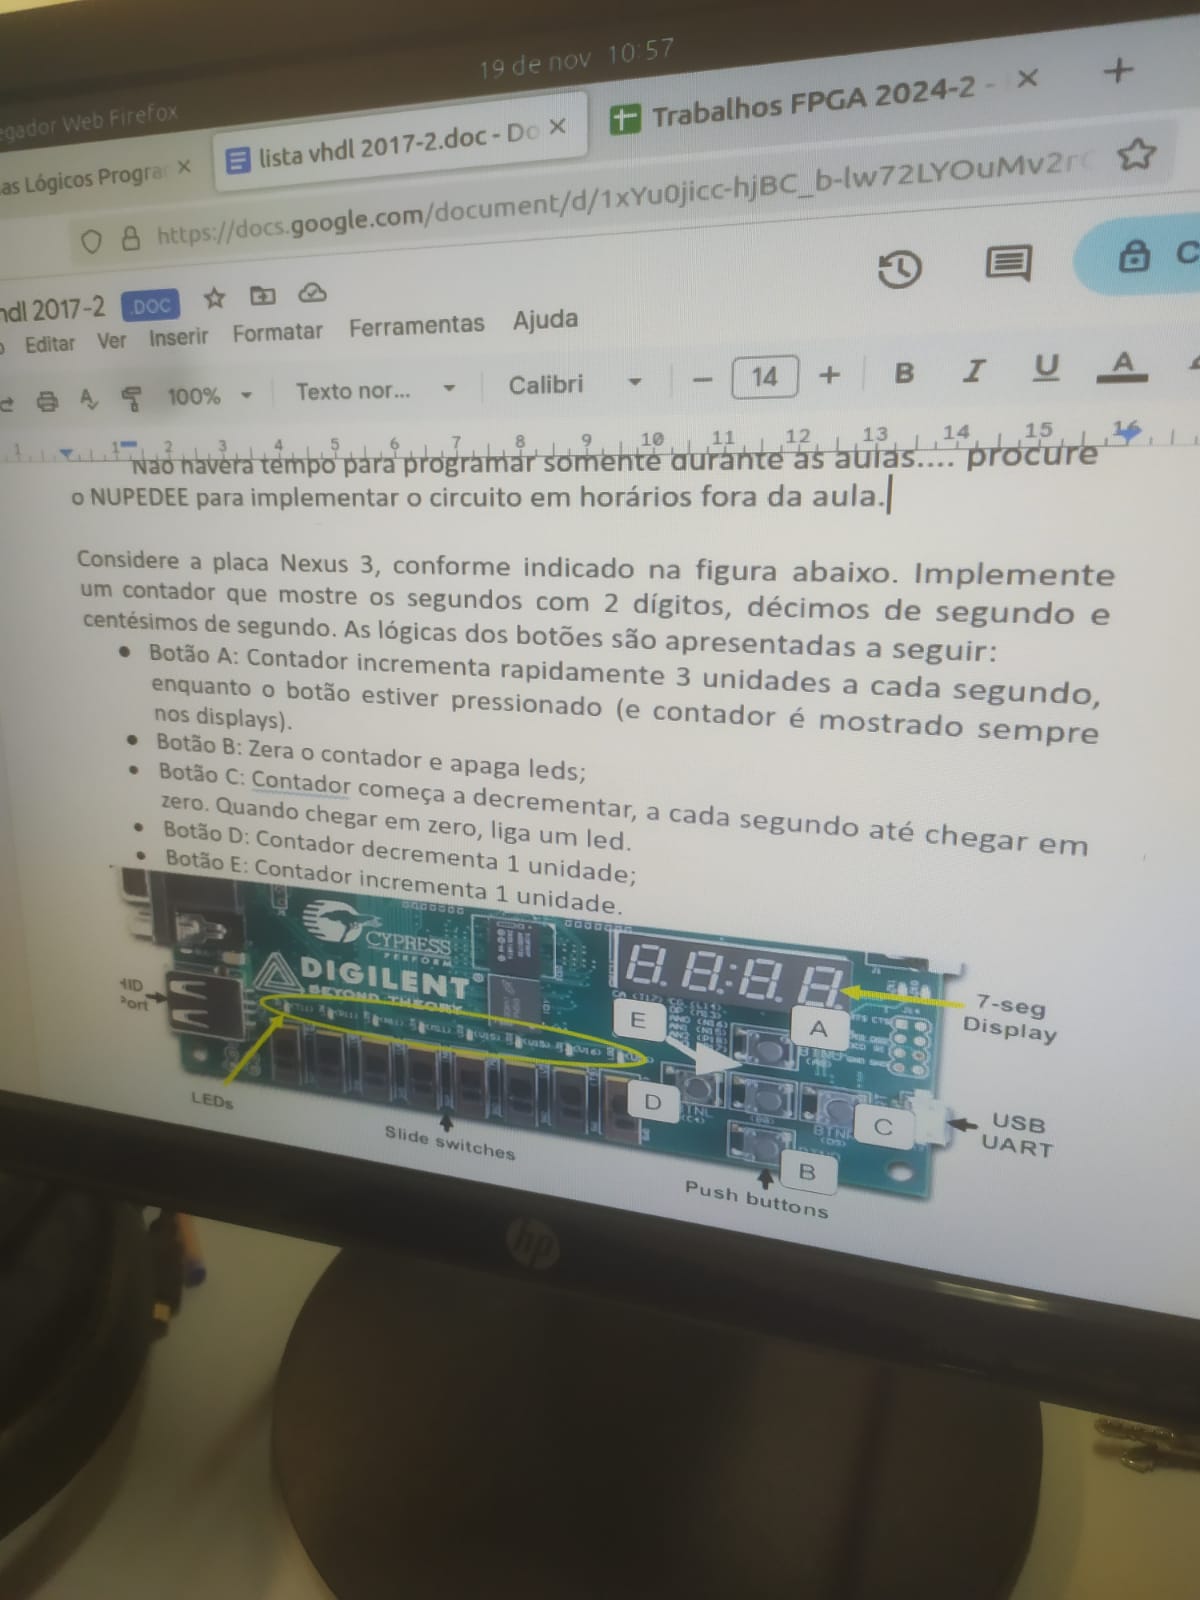 19 de nov 10:57
egador Web Firefox
as Lógicos Progra
lista vhdl 2017-2.doc - Do
Trabalhos FPGA 2024-2 -
https://docs.google.com/document/d/1xYu0jicc-hjBC_b-lw72LYOuMv2r
hdl 2017-2 .DOC
Editar Ver Inserir Formatar Ferramentas Ajuda
100% Texto nor... Calibri − 14 + B I U A
1 1 2 3 4 5 6 7 8 9 10 11 12 13 14 15 16
Não haverá tempo para programar somente durante as aulas.... procure
o NUPEDEE para implementar o circuito em horários fora da aula.
Considere a placa Nexus 3, conforme indicado na figura abaixo. Implemente
um contador que mostre os segundos com 2 dígitos, décimos de segundo e
centésimos de segundo. As lógicas dos botões são apresentadas a seguir:
• Botão A: Contador incrementa rapidamente 3 unidades a cada segundo,
enquanto o botão estiver pressionado (e contador é mostrado sempre
nos displays).
• Botão B: Zera o contador e apaga leds;
• Botão C: Contador começa a decrementar, a cada segundo até chegar em
zero. Quando chegar em zero, liga um led.
• Botão D: Contador decrementa 1 unidade;
• Botão E: Contador incrementa 1 unidade.
CYPRESS
PERFORM
DIGILENT
BEYOND THEORY
HID
Port
8.8:8.8
7-seg
Display
E
A
D
C
B
BTNL
LEDs
Slide switches
Push buttons
USB
UART
hp